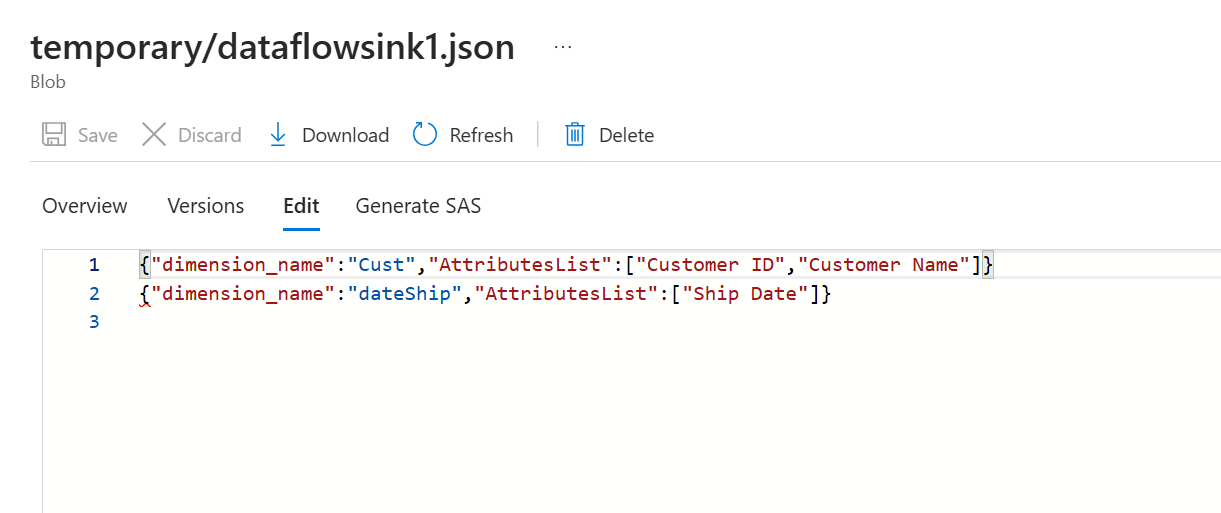 temporary/dataflowsink1.json ...
Blob
Save Discard Download Refresh Delete
Overview Versions Edit Generate SAS
1 {"dimension_name":"Cust","AttributesList":["Customer ID","Customer Name"]}
2 {"dimension_name":"dateShip","AttributesList":["Ship Date"]}
3